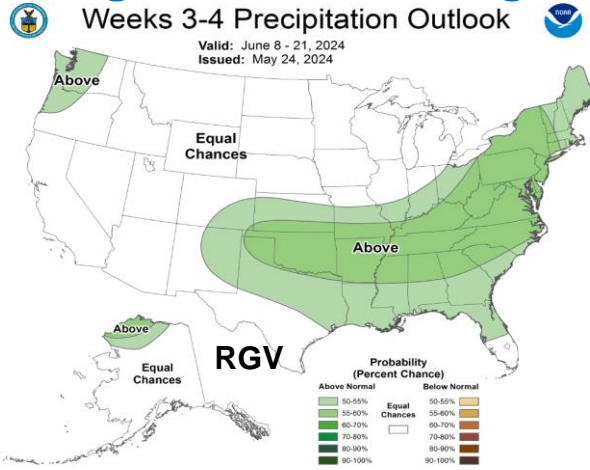 Weeks 3-4 Precipitation Outlook
NOAA
Valid: June 8 - 21, 2024
Issued: May 24, 2024
Above
Equal
Chances
Above
Above
Equal
Chances
RGV
Probability
(Percent Chance)
Above Normal
Below Normal
50-55%
55-60%
60-70%
70-80%
80-90%
90-100%
Equal
Chances
50-55%
55-60%
60-70%
70-80%
80-90%
90-100%